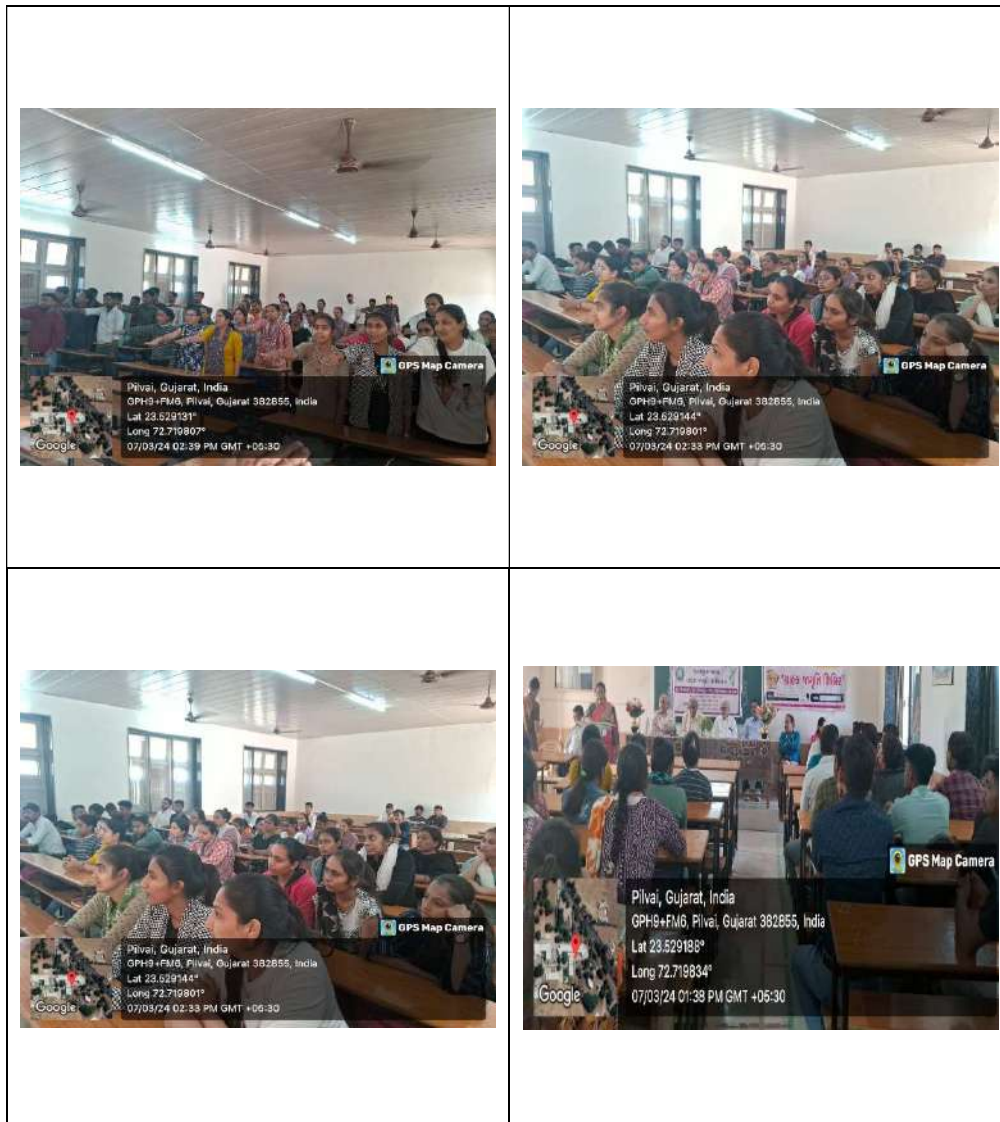 GPS Map Camera
Pilvai, Gujarat, India
GPH9+FM6, Pilvai, Gujarat 382855, India
Lat 23.529131°
Long 72.719807°
07/03/24 02:39 PM GMT +05:30
Google
GPS Map Camera
Pilvai, Gujarat, India
GPH9+FM6, Pilvai, Gujarat 382855, India
Lat 23.529144°
Long 72.719801°
07/03/24 02:33 PM GMT +05:30
Google
GPS Map Camera
Pilvai, Gujarat, India
GPH9+FM6, Pilvai, Gujarat 382855, India
Lat 23.529144°
Long 72.719801°
07/03/24 02:33 PM GMT +05:30
Google
જાગૃતિ શિબિર
GPS Map Camera
Pilvai, Gujarat, India
GPH9+FM6, Pilvai, Gujarat 382855, India
Lat 23.529188°
Long 72.719834°
07/03/24 01:38 PM GMT +05:30
Google